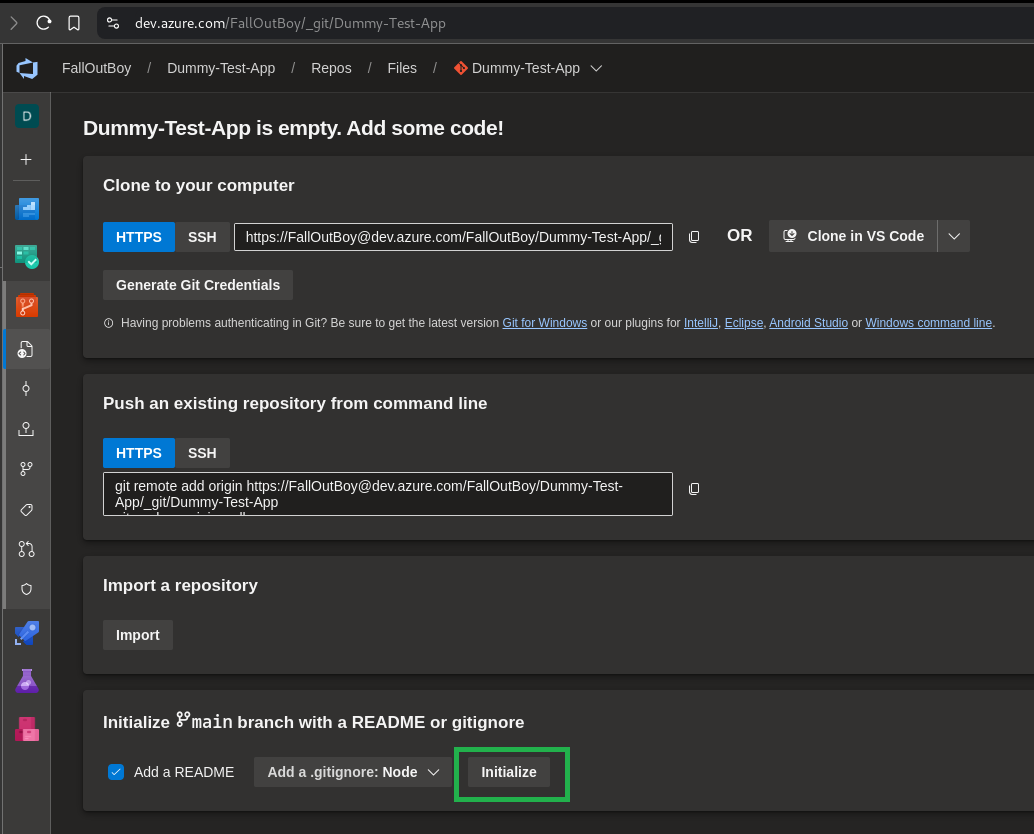 dev.azure.com/FallOutBoy/_git/Dummy-Test-App
FallOutBoy / Dummy-Test-App / Repos / Files / Dummy-Test-App
D
Dummy-Test-App is empty. Add some code!
Clone to your computer
HTTPS SSH https://FallOutBoy@dev.azure.com/FallOutBoy/Dummy-Test-App/_g OR Clone in VS Code
Generate Git Credentials
Having problems authenticating in Git? Be sure to get the latest version Git for Windows or our plugins for IntelliJ, Eclipse, Android Studio or Windows command line.
Push an existing repository from command line
HTTPS SSH
git remote add origin https://FallOutBoy@dev.azure.com/FallOutBoy/Dummy-Test-
App/_git/Dummy-Test-App
Import a repository
Import
Initialize main branch with a README or gitignore
Add a README Add a .gitignore: Node Initialize